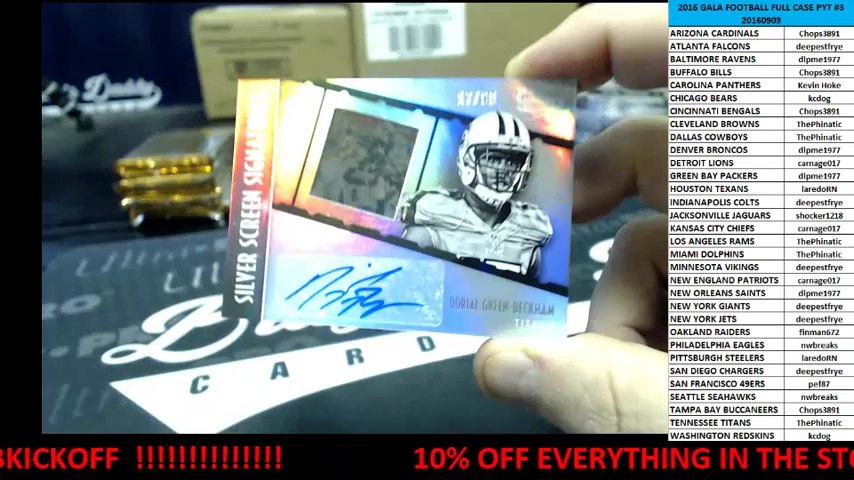 2016 GALA FOOTBALL FULL CASE PYT #3
20160903
ARIZONA CARDINALS Chops3891
ATLANTA FALCONS deepestfrye
BALTIMORE RAVENS dlpme1977
BUFFALO BILLS Chops3891
CAROLINA PANTHERS Kevin Hoke
CHICAGO BEARS kcdog
CINCINNATI BENGALS Chops3891
CLEVELAND BROWNS ThePhinatic
DALLAS COWBOYS ThePhinatic
DENVER BRONCOS dlpme1977
DETROIT LIONS carnage017
GREEN BAY PACKERS dlpme1977
HOUSTON TEXANS laredoRN
INDIANAPOLIS COLTS deepestfrye
JACKSONVILLE JAGUARS shocker1218
KANSAS CITY CHIEFS carnage017
LOS ANGELES RAMS ThePhinatic
MIAMI DOLPHINS ThePhinatic
MINNESOTA VIKINGS deepestfrye
NEW ENGLAND PATRIOTS carnage017
NEW ORLEANS SAINTS dlpme1977
NEW YORK GIANTS deepestfrye
NEW YORK JETS deepestfrye
OAKLAND RAIDERS finman672
PHILADELPHIA EAGLES nwbreaks
PITTSBURGH STEELERS laredoRN
SAN DIEGO CHARGERS deepestfrye
SAN FRANCISCO 49ERS pef87
SEATTLE SEAHAWKS nwbreaks
TAMPA BAY BUCCANEERS Chops3891
TENNESSEE TITANS ThePhinatic
WASHINGTON REDSKINS kcdog
SILVER SCREEN SIGNATURES
DORIAL GREEN-BECKHAM
CARD
BKICKOFF !!!!!!!!!!!!!!! 10% OFF EVERYTHING IN THE STO